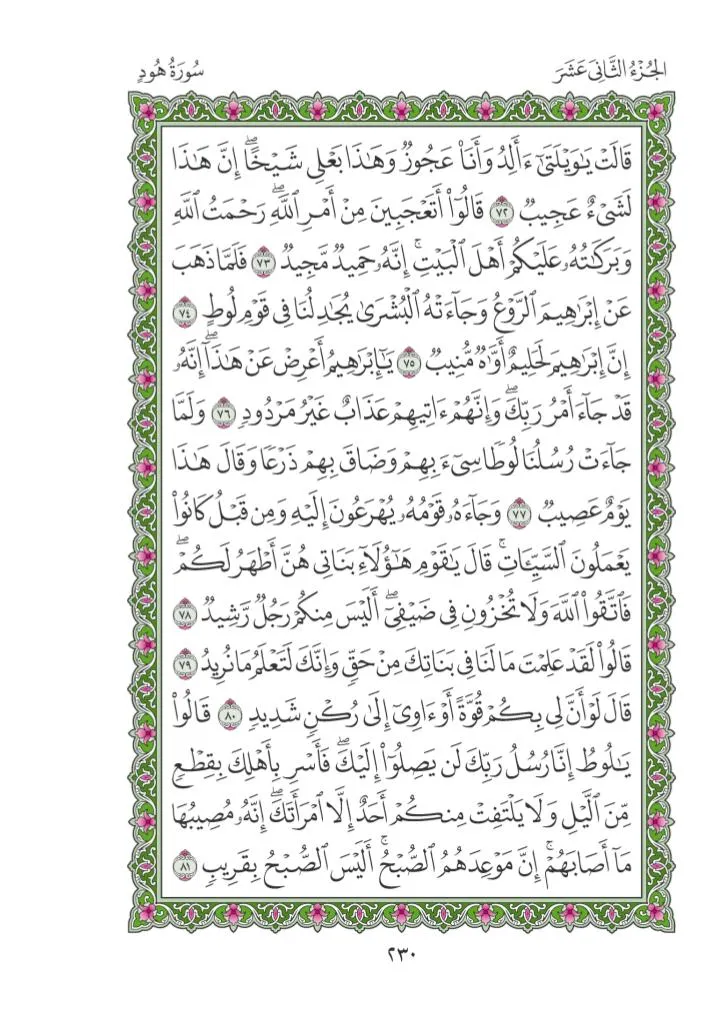 الجُزْءُ الثَّانِىَ عَشَرَ
سُورَةُ هُودٍ
قَالَتْ يَٰوَيْلَتَىٰٓ ءَأَلِدُ وَأَنَا۠ عَجُوزٌ وَهَٰذَا بَعْلِى شَيْخًاۖ إِنَّ هَٰذَا
لَشَىْءٌ عَجِيبٌ ٧٢ قَالُوٓا۟ أَتَعْجَبِينَ مِنْ أَمْرِ ٱللَّهِۖ رَحْمَتُ ٱللَّهِ
وَبَرَكَٰتُهُۥ عَلَيْكُمْ أَهْلَ ٱلْبَيْتِۚ إِنَّهُۥ حَمِيدٌ مَّجِيدٌ ٧٣ فَلَمَّا ذَهَبَ
عَنْ إِبْرَٰهِيمَ ٱلرَّوْعُ وَجَآءَتْهُ ٱلْبُشْرَىٰ يُجَٰدِلُنَا فِى قَوْمِ لُوطٍ ٧٤
إِنَّ إِبْرَٰهِيمَ لَحَلِيمٌ أَوَّٰهٌ مُّنِيبٌ ٧٥ يَٰٓإِبْرَٰهِيمُ أَعْرِضْ عَنْ هَٰذَآۖ إِنَّهُۥ
قَدْ جَآءَ أَمْرُ رَبِّكَۖ وَإِنَّهُمْ ءَاتِيهِمْ عَذَابٌ غَيْرُ مَرْدُودٍ ٧٦ وَلَمَّا
جَآءَتْ رُسُلُنَا لُوطًا سِىٓءَ بِهِمْ وَضَاقَ بِهِمْ ذَرْعًا وَقَالَ هَٰذَا
يَوْمٌ عَصِيبٌ ٧٧ وَجَآءَهُۥ قَوْمُهُۥ يُهْرَعُونَ إِلَيْهِ وَمِن قَبْلُ كَانُوا۟
يَعْمَلُونَ ٱلسَّيِّـَٔاتِۚ قَالَ يَٰقَوْمِ هَٰٓؤُلَآءِ بَنَاتِى هُنَّ أَطْهَرُ لَكُمْۖ
فَٱتَّقُوا۟ ٱللَّهَ وَلَا تُخْزُونِ فِى ضَيْفِىٓۖ أَلَيْسَ مِنكُمْ رَجُلٌ رَّشِيدٌ ٧٨
قَالُوا۟ لَقَدْ عَلِمْتَ مَا لَنَا فِى بَنَاتِكَ مِنْ حَقٍّ وَإِنَّكَ لَتَعْلَمُ مَا نُرِيدُ ٧٩
قَالَ لَوْ أَنَّ لِى بِكُمْ قُوَّةً أَوْ ءَاوِىٓ إِلَىٰ رُكْنٍ شَدِيدٍ ٨٠ قَالُوا۟
يَٰلُوطُ إِنَّا رُسُلُ رَبِّكَ لَن يَصِلُوٓا۟ إِلَيْكَۖ فَأَسْرِ بِأَهْلِكَ بِقِطْعٍ
مِّنَ ٱلَّيْلِ وَلَا يَلْتَفِتْ مِنكُمْ أَحَدٌ إِلَّا ٱمْرَأَتَكَۖ إِنَّهُۥ مُصِيبُهَا
مَآ أَصَابَهُمْۚ إِنَّ مَوْعِدَهُمُ ٱلصُّبْحُۚ أَلَيْسَ ٱلصُّبْحُ بِقَرِيبٍ ٨١
٢٣٠